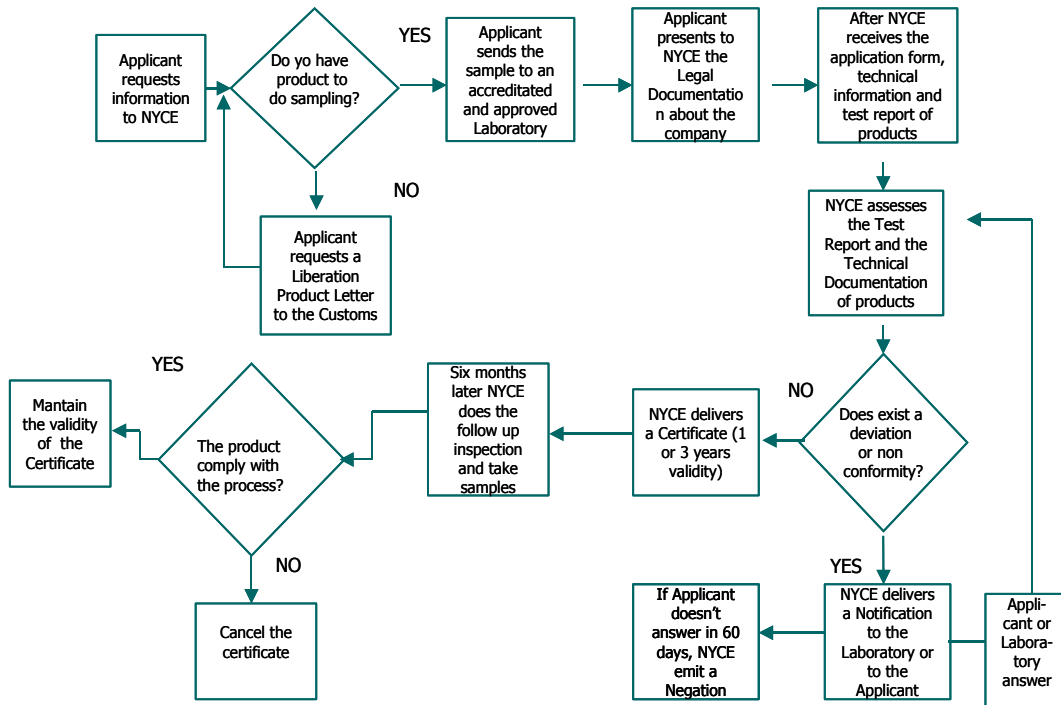 Applicant
requests
information
to NYCE
Do yo have
product to
do sampling?
YES
NO
Applicant
requests a
Liberation
Product Letter
to the Customs
Applicant
sends the
sample to an
accreditated
and approved
Laboratory
Applicant
presents to
NYCE the
Legal
Documentatio
n about the
company
After NYCE
receives the
application form,
technical
information and
test report of
products
NYCE assesses
the Test
Report and the
Technical
Documentation
of products
Does exist a
deviation
or non
conformity?
NO
YES
NYCE delivers
a Certificate (1
or 3 years
validity)
Six months
later NYCE
does the
follow up
inspection
and take
samples
The product
comply with
the process?
YES
NO
Mantain
the validity
of the
Certificate
Cancel the
certificate
NYCE delivers
a Notification
to the
Laboratory or
to the
Applicant
If Applicant
doesn't
answer in 60
days, NYCE
emit a
Negation
Appli-
cant or
Labora-
tory
answer